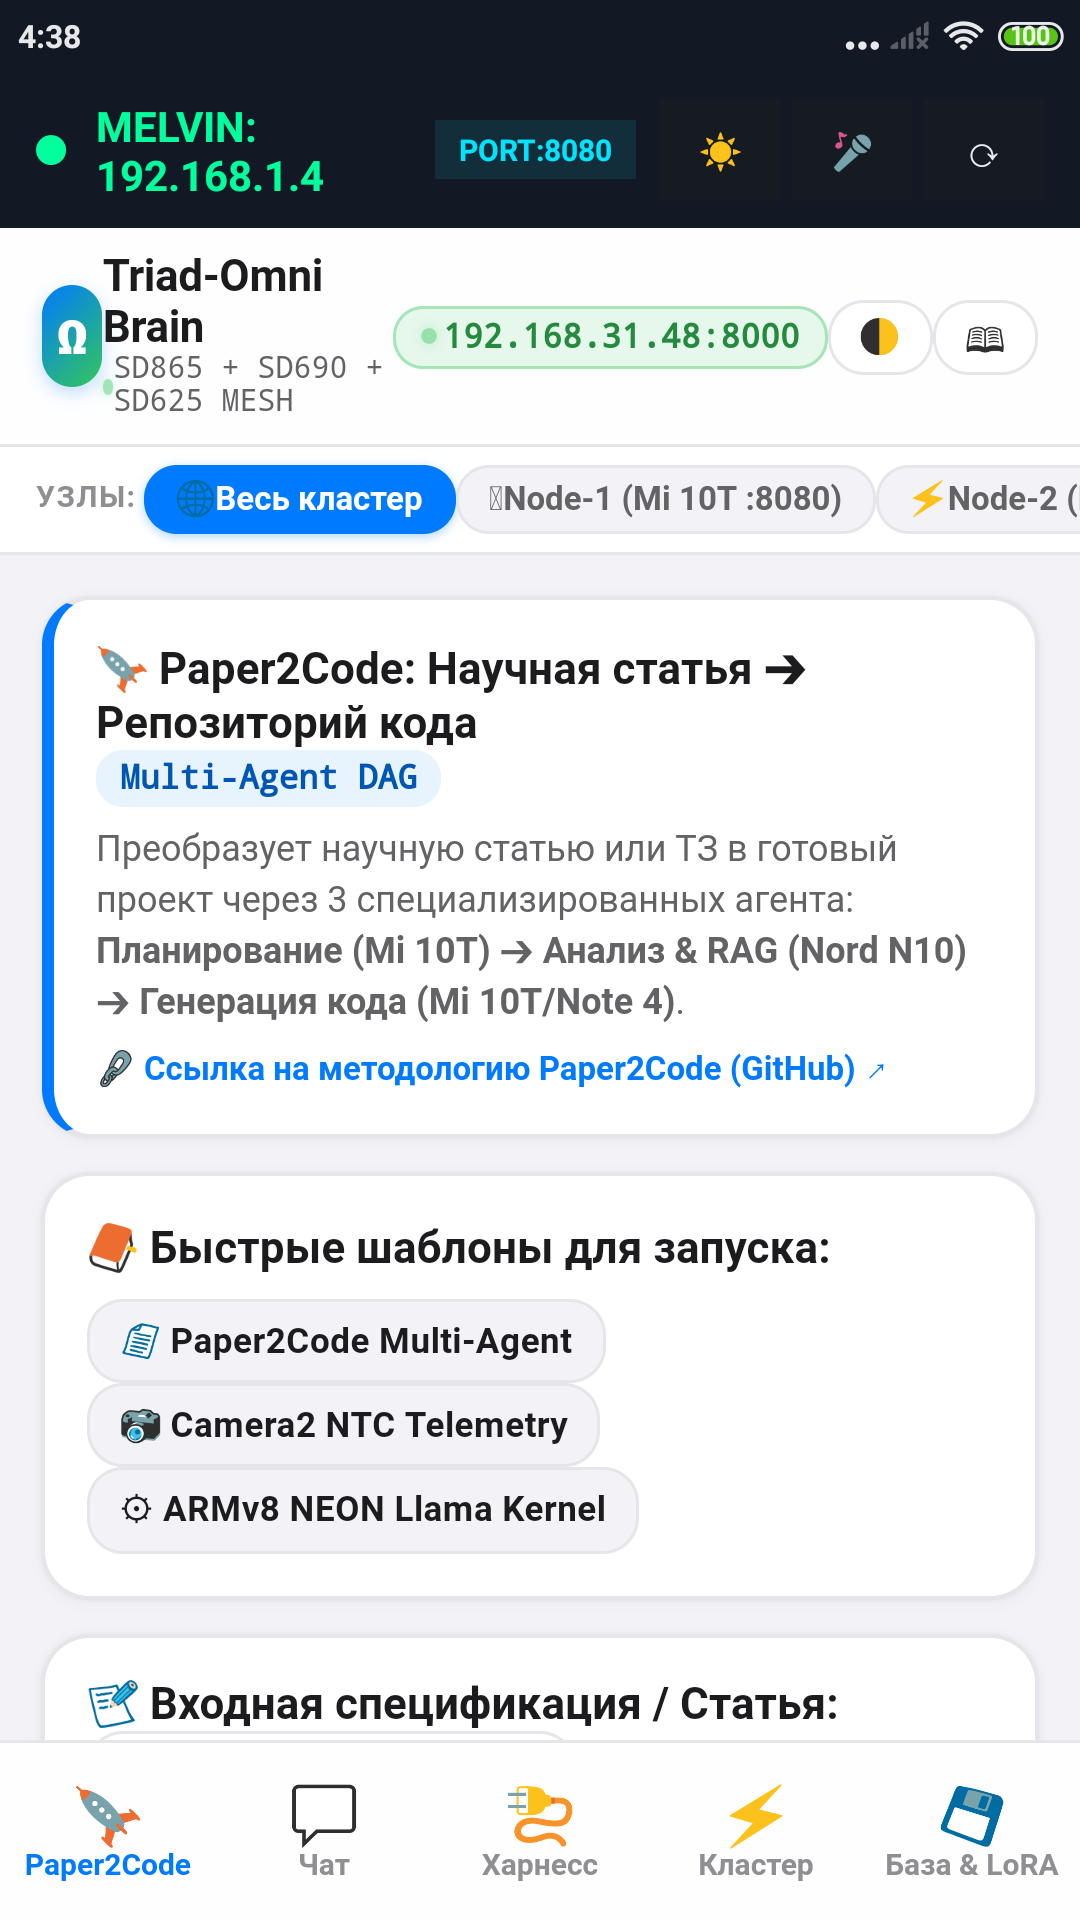 4:38
100
MELVIN:
192.168.1.4
PORT:8080
Triad-Omni
Brain
SD865 + SD690 +
SD625 MESH
Ω
192.168.31.48:8000
УЗЛЫ:
Весь кластер
Node-1 (Mi 10T :8080)
Node-2 (
Paper2Code: Научная статья ➔
Репозиторий кода
Multi-Agent DAG
Преобразует научную статью или ТЗ в готовый
проект через 3 специализированных агента:
Планирование (Mi 10T) ➔ Анализ & RAG (Nord N10)
➔ Генерация кода (Mi 10T/Note 4).
Ссылка на методологию Paper2Code (GitHub) ↗
Быстрые шаблоны для запуска:
Paper2Code Multi-Agent
Camera2 NTC Telemetry
ARMv8 NEON Llama Kernel
Входная спецификация / Статья:
Paper2Code
Чат
Харнесс
Кластер
База & LoRA